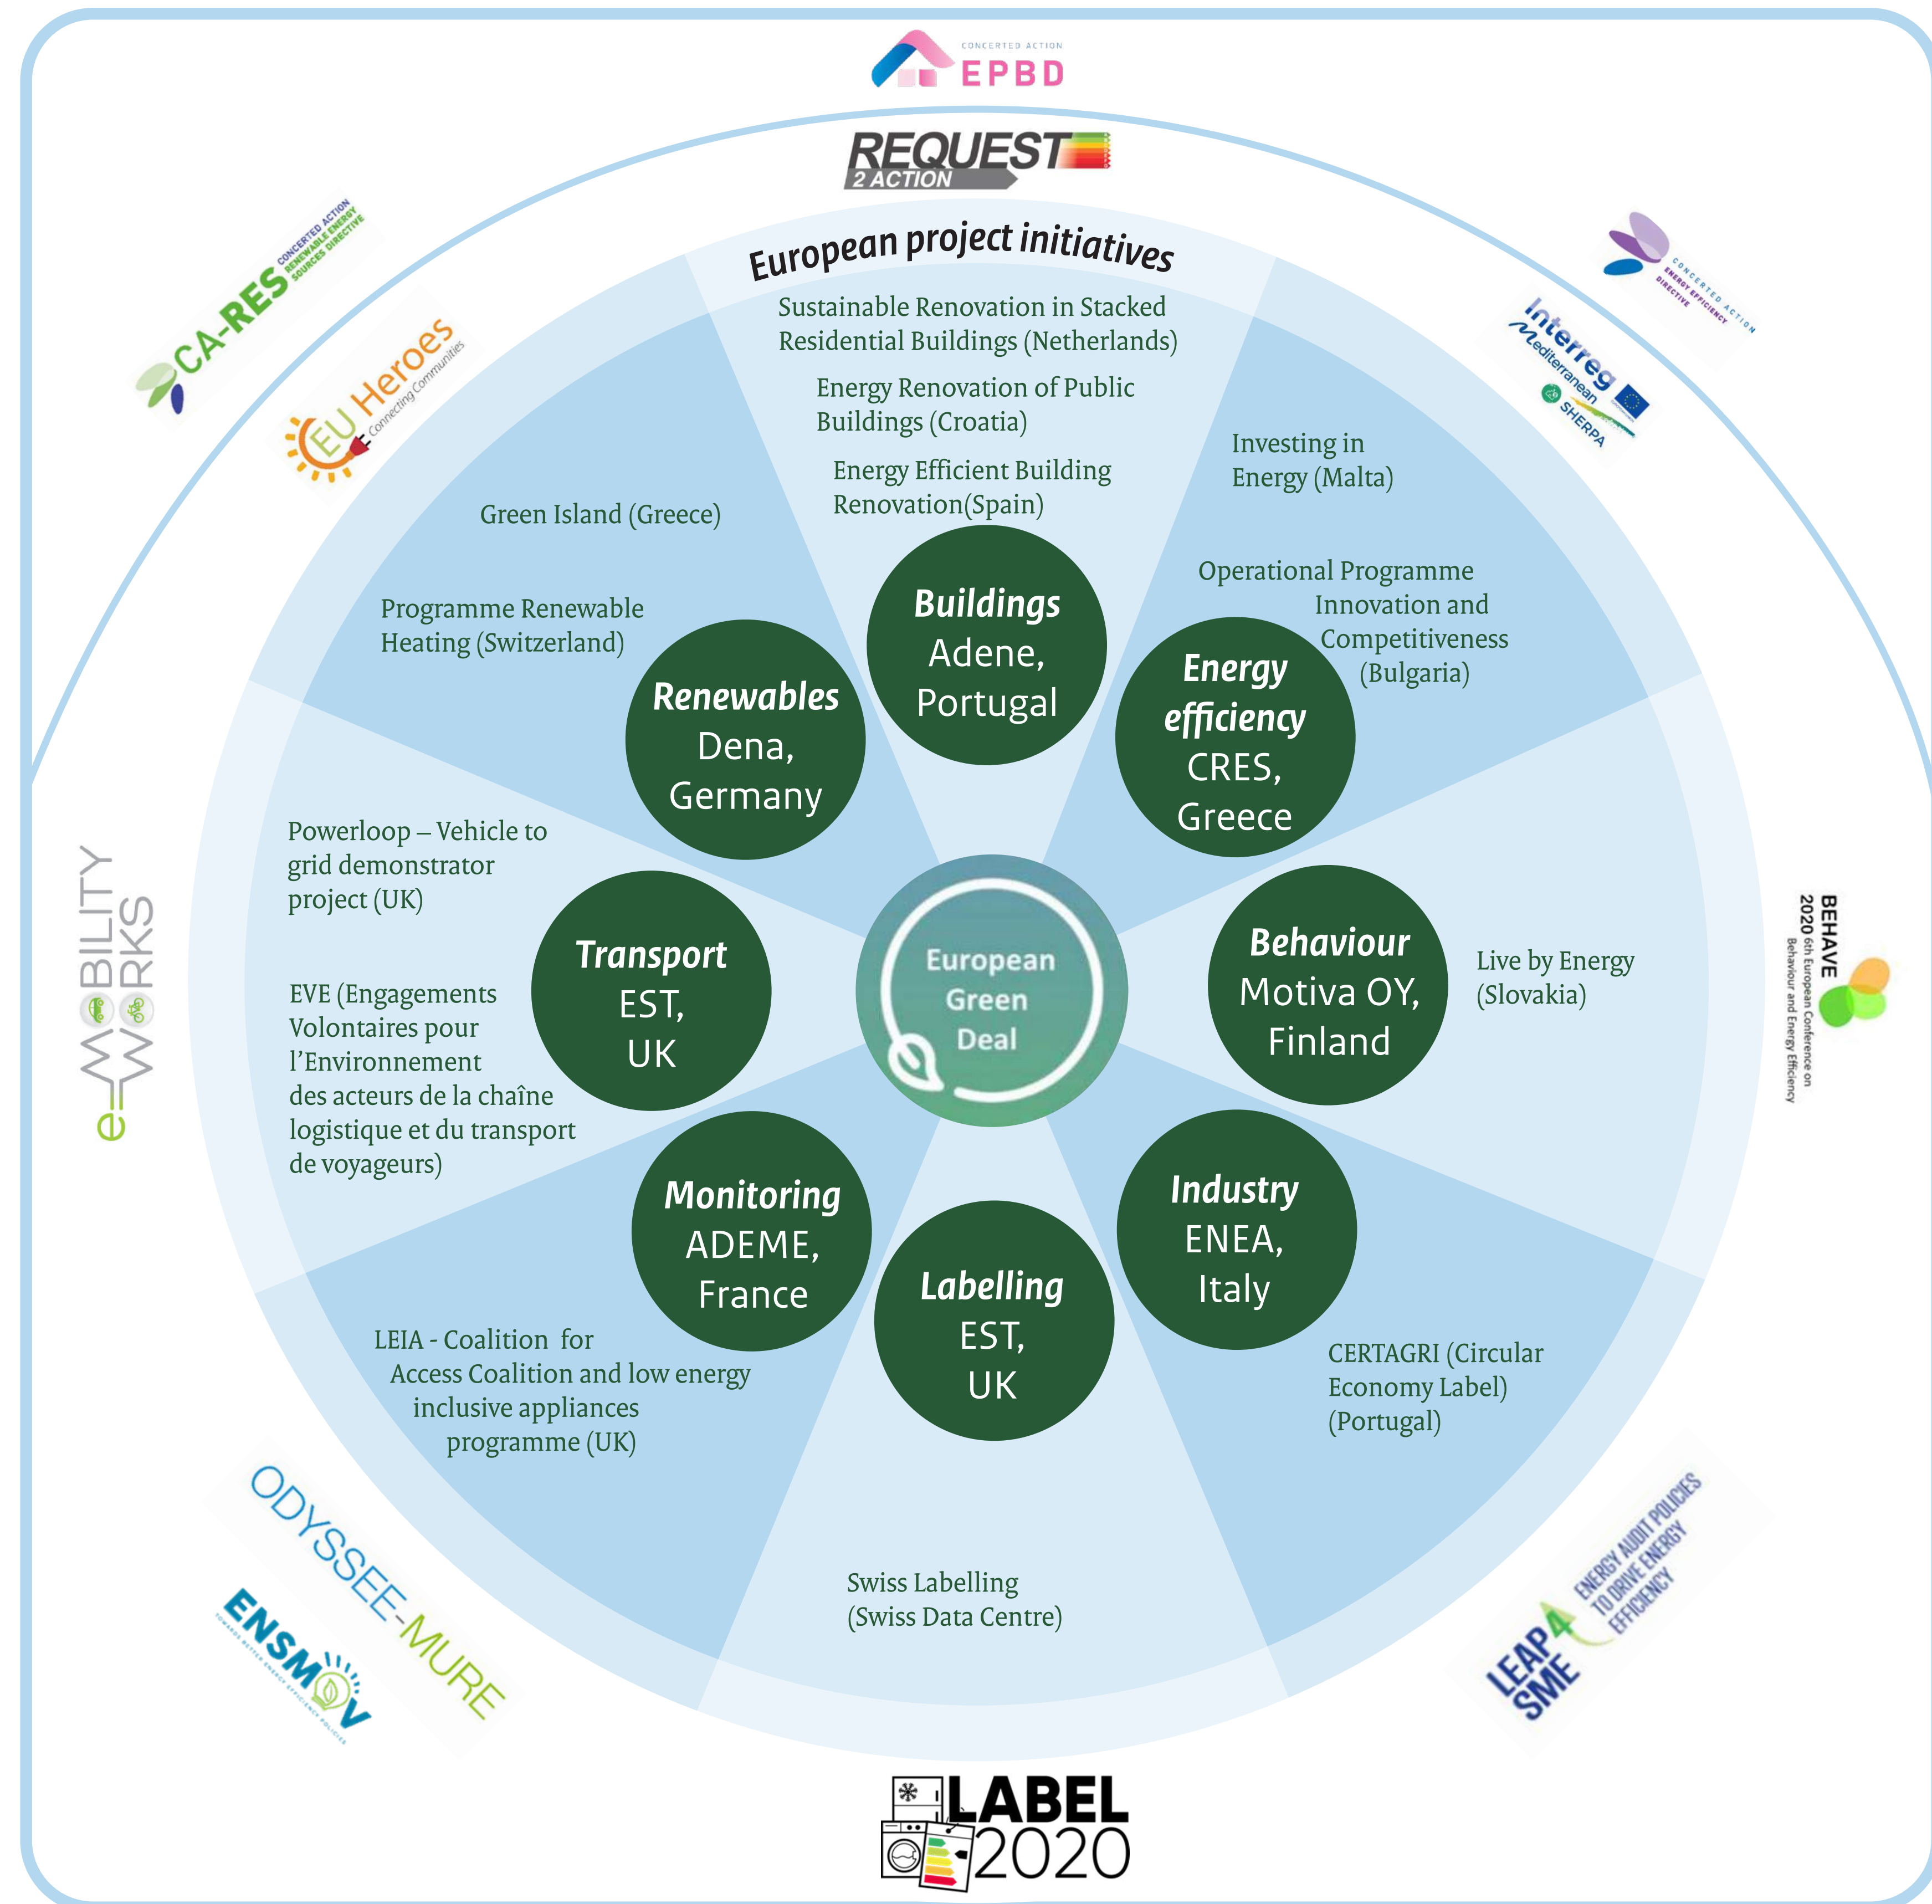 CONCERTED ACTION
EPBD
REQUEST
2 ACTION
European project initiatives
CA-RES
CONCERTED ACTION
RENEWABLE ENERGY
SOURCES DIRECTIVE
EU Heroes
Connecting Communities
CONCERTED ACTION
ENERGY EFFICIENCY
DIRECTIVE
Interreg
Mediterranean
SHERPA
Sustainable Renovation in Stacked
Residential Buildings (Netherlands)
Energy Renovation of Public
Buildings (Croatia)
Energy Efficient Building
Renovation(Spain)
Investing in
Energy (Malta)
Green Island (Greece)
Operational Programme
Innovation and
Competitiveness
(Bulgaria)
Programme Renewable
Heating (Switzerland)
Buildings
Adene,
Portugal
Energy
efficiency
CRES,
Greece
Renewables
Dena,
Germany
Powerloop – Vehicle to
grid demonstrator
project (UK)
Transport
EST,
UK
European
Green
Deal
Behaviour
Motiva OY,
Finland
Live by Energy
(Slovakia)
EVE (Engagements
Volontaires pour
l’Environnement
des acteurs de la chaîne
logistique et du transport
de voyageurs)
e-MOBILITY
WORKS
BEHAVE
2020 6th European Conference on
Behaviour and Energy Efficiency
Monitoring
ADEME,
France
Labelling
EST,
UK
Industry
ENEA,
Italy
LEIA - Coalition  for
Access Coalition and low energy
inclusive appliances
programme (UK)
CERTAGRI (Circular
Economy Label)
(Portugal)
Swiss Labelling
(Swiss Data Centre)
ODYSSEE-MURE
ENSMOV
TOWARDS BETTER ENERGY EFFICIENCY POLICIES
LEAP4
SME
ENERGY AUDIT POLICIES
TO DRIVE ENERGY
EFFICIENCY
LABEL
2020